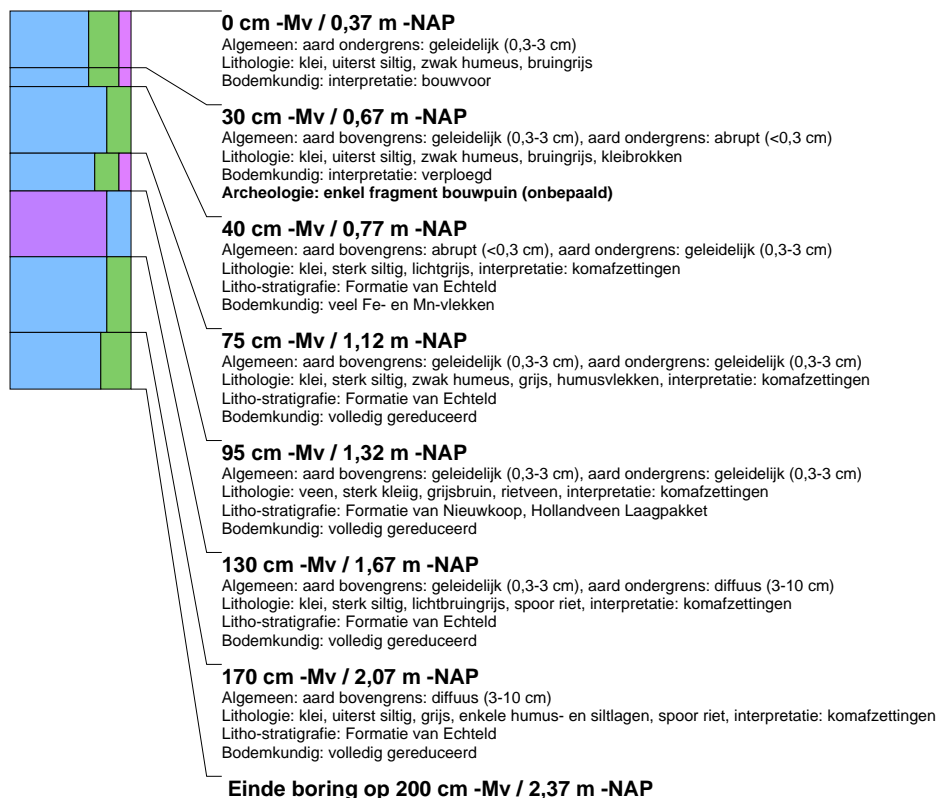 0 cm -Mv / 0,37 m -NAP
Algemeen: aard ondergrens: geleidelijk (0,3-3 cm)
Lithologie: klei, uiterst siltig, zwak humeus, bruingrijs
Bodemkundig: interpretatie: bouwvoor
30 cm -Mv / 0,67 m -NAP
Algemeen: aard bovengrens: geleidelijk (0,3-3 cm), aard ondergrens: abrupt (<0,3 cm)
Lithologie: klei, uiterst siltig, zwak humeus, bruingrijs, kleibrokken
Bodemkundig: interpretatie: verploegd
Archeologie: enkel fragment bouwpuin (onbepaald)
40 cm -Mv / 0,77 m -NAP
Algemeen: aard bovengrens: abrupt (<0,3 cm), aard ondergrens: geleidelijk (0,3-3 cm)
Lithologie: klei, sterk siltig, lichtgrijs, interpretatie: komafzettingen
Litho-stratigrafie: Formatie van Echteld
Bodemkundig: veel Fe- en Mn-vlekken
75 cm -Mv / 1,12 m -NAP
Algemeen: aard bovengrens: geleidelijk (0,3-3 cm), aard ondergrens: geleidelijk (0,3-3 cm)
Lithologie: klei, sterk siltig, zwak humeus, grijs, humusvlekken, interpretatie: komafzettingen
Litho-stratigrafie: Formatie van Echteld
Bodemkundig: volledig gereduceerd
95 cm -Mv / 1,32 m -NAP
Algemeen: aard bovengrens: geleidelijk (0,3-3 cm), aard ondergrens: geleidelijk (0,3-3 cm)
Lithologie: veen, sterk kleiig, grijsbruin, rietveen, interpretatie: komafzettingen
Litho-stratigrafie: Formatie van Nieuwkoop, Hollandveen Laagpakket
Bodemkundig: volledig gereduceerd
130 cm -Mv / 1,67 m -NAP
Algemeen: aard bovengrens: geleidelijk (0,3-3 cm), aard ondergrens: diffuus (3-10 cm)
Lithologie: klei, sterk siltig, lichtbruingrijs, spoor riet, interpretatie: komafzettingen
Litho-stratigrafie: Formatie van Echteld
Bodemkundig: volledig gereduceerd
170 cm -Mv / 2,07 m -NAP
Algemeen: aard bovengrens: diffuus (3-10 cm)
Lithologie: klei, uiterst siltig, grijs, enkele humus- en siltlagen, spoor riet, interpretatie: komafzettingen
Litho-stratigrafie: Formatie van Echteld
Bodemkundig: volledig gereduceerd
Einde boring op 200 cm -Mv / 2,37 m -NAP